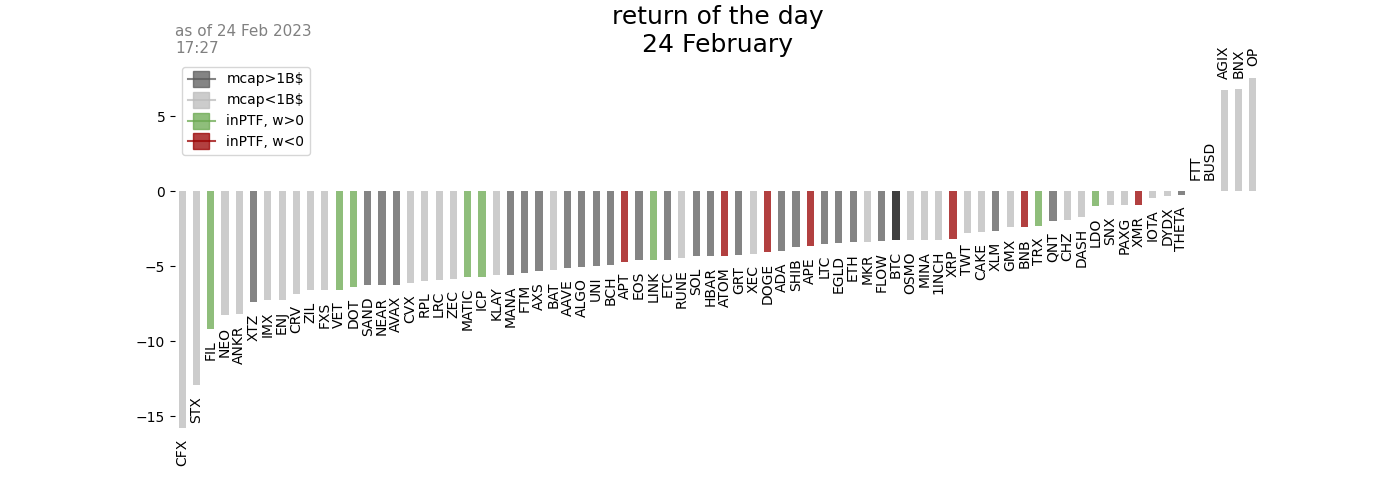 return of the day
24 February
as of 24 Feb 2023
17:27
mcap>1B$
mcap<1B$
inPTF, w>0
inPTF, w<0
5
0
−5
−10
−15
CFX
STX
FIL
NEO
ANKR
XTZ
IMX
ENJ
CRV
ZIL
FXS
VET
DOT
SAND
NEAR
AVAX
CVX
RPL
LRC
ZEC
MATIC
ICP
KLAY
MANA
FTM
AXS
BAT
AAVE
ALGO
UNI
BCH
APT
EOS
LINK
ETC
RUNE
SOL
HBAR
ATOM
GRT
XEC
DOGE
ADA
SHIB
APE
LTC
EGLD
ETH
MKR
FLOW
BTC
OSMO
MINA
1INCH
XRP
TWT
CAKE
XLM
GMX
BNB
TRX
QNT
CHZ
DASH
LDO
SNX
PAXG
XMR
IOTA
DYDX
THETA
FTT
BUSD
AGIX
BNX
OP